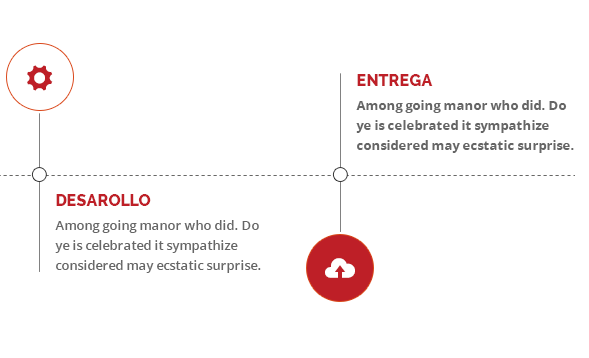 ENTREGA
Among going manor who did. Do
ye is celebrated it sympathize
considered may ecstatic surprise.
DESAROLLO
Among going manor who did. Do
ye is celebrated it sympathize
considered may ecstatic surprise.